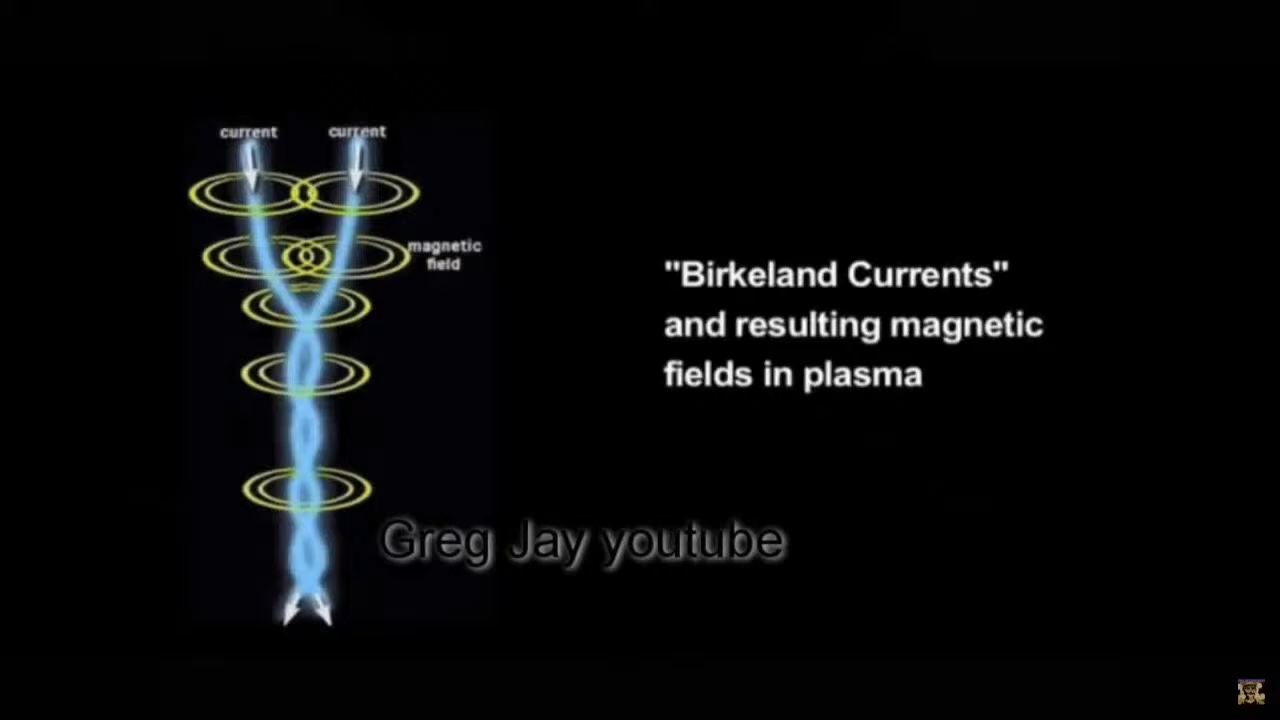 current current
magnetic
field
"Birkeland Currents"
and resulting magnetic
fields in plasma
Greg Jay youtube